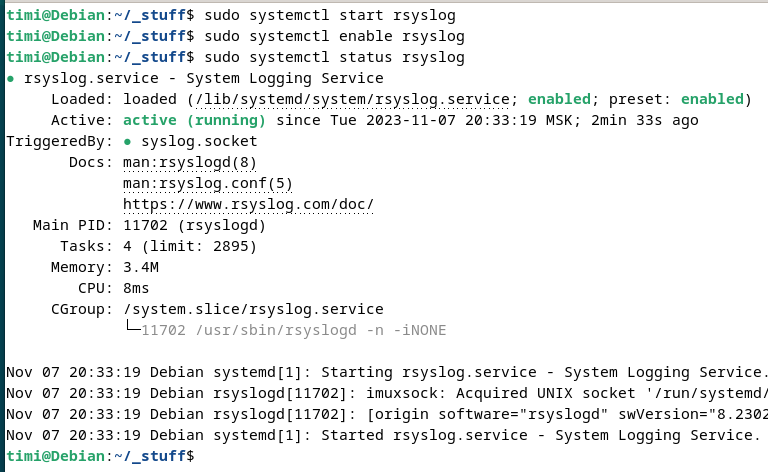 timi@Debian:~/_stuff$ sudo systemctl start rsyslog
timi@Debian:~/_stuff$ sudo systemctl enable rsyslog
timi@Debian:~/_stuff$ sudo systemctl status rsyslog
● rsyslog.service - System Logging Service
     Loaded: loaded (/lib/systemd/system/rsyslog.service; enabled; preset: enabled)
     Active: active (running) since Tue 2023-11-07 20:33:19 MSK; 2min 33s ago
TriggeredBy: ● syslog.socket
       Docs: man:rsyslogd(8)
             man:rsyslog.conf(5)
             https://www.rsyslog.com/doc/
   Main PID: 11702 (rsyslogd)
      Tasks: 4 (limit: 2895)
     Memory: 3.4M
        CPU: 8ms
     CGroup: /system.slice/rsyslog.service
             └─11702 /usr/sbin/rsyslogd -n -iNONE

Nov 07 20:33:19 Debian systemd[1]: Starting rsyslog.service - System Logging Service.
Nov 07 20:33:19 Debian rsyslogd[11702]: imuxsock: Acquired UNIX socket '/run/systemd/
Nov 07 20:33:19 Debian rsyslogd[11702]: [origin software="rsyslogd" swVersion="8.2302
Nov 07 20:33:19 Debian systemd[1]: Started rsyslog.service - System Logging Service.
timi@Debian:~/_stuff$